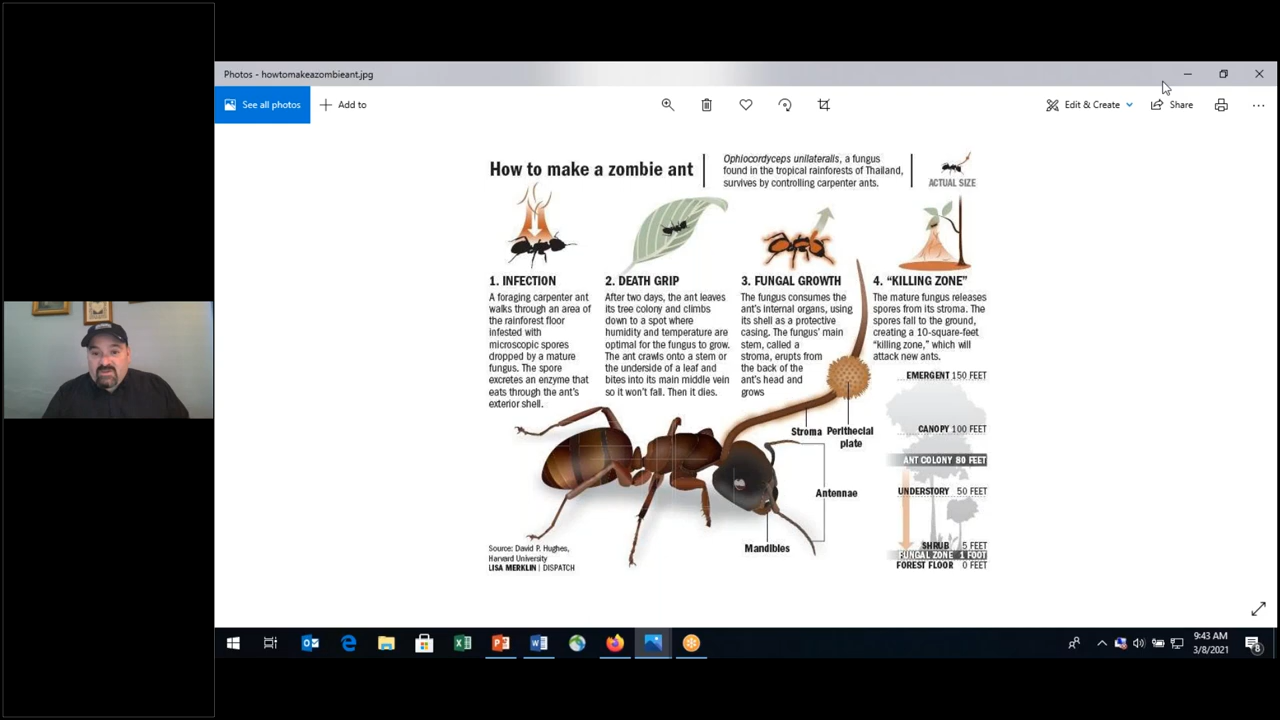 Photos - howtomakeazombieant.jpg
See all photos
Add to
Edit & Create
Share
How to make a zombie ant
Ophiocordyceps unilateralis, a fungus
found in the tropical rainforests of Thailand,
survives by controlling carpenter ants.
ACTUAL SIZE
1. INFECTION
A foraging carpenter ant
walks through an area of
the rainforest floor
infested with
microscopic spores
dropped by a mature
fungus. The spore
excretes an enzyme that
eats through the ant's
exterior shell.
2. DEATH GRIP
After two days, the ant leaves
its tree colony and climbs
down to a spot where
humidity and temperature are
optimal for the fungus to grow.
The ant crawls onto a stem or
the underside of a leaf and
bites into its main middle vein
so it won't fall. Then it dies.
3. FUNGAL GROWTH
The fungus consumes the
ant's internal organs, using
its shell as a protective
casing. The fungus' main
stem, called a
stroma, erupts from
the back of the
ant's head and
grows
4. “KILLING ZONE”
The mature fungus releases
spores from its stroma. The
spores fall to the ground,
creating a 10-square-feet
“killing zone,” which will
attack new ants.
EMERGENT 150 FEET
CANOPY 100 FEET
ANT COLONY 80 FEET
UNDERSTORY 50 FEET
SHRUB 5 FEET
FUNGAL ZONE 1 FOOT
FOREST FLOOR 0 FEET
Stroma
Perithecial
plate
Antennae
Mandibles
Source: David P. Hughes,
Harvard University
LISA MERKLIN | DISPATCH
9:43 AM
3/8/2021
8